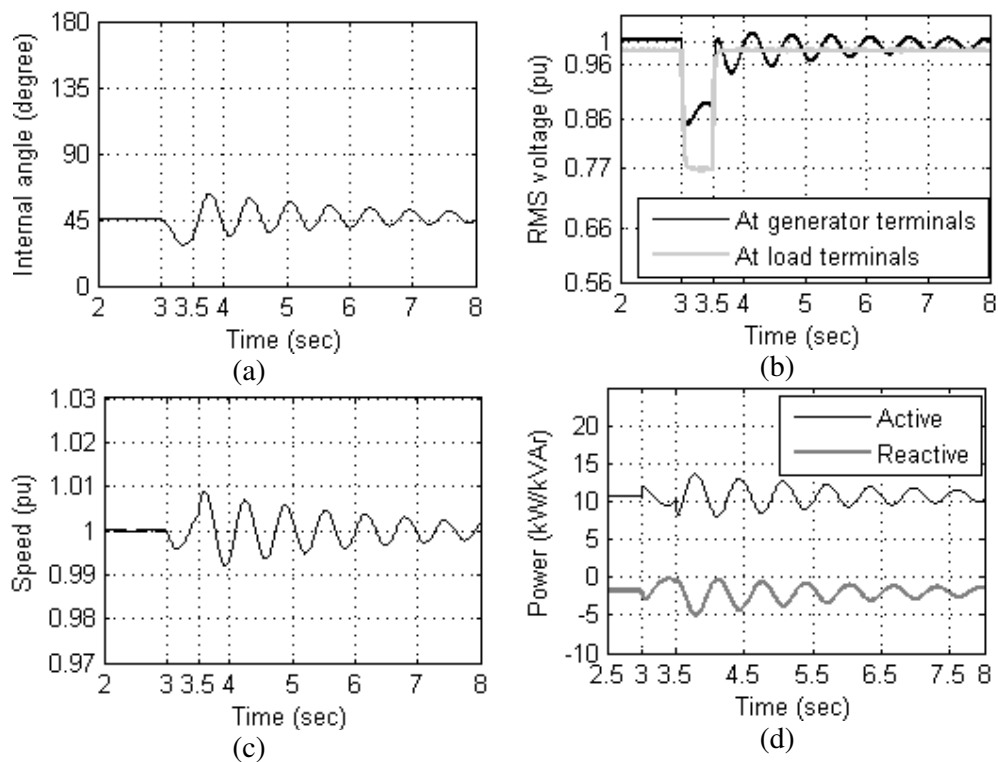 180
135
90
45
0
Internal angle (degree)
2 3 3.5 4 5 6 7 8
Time (sec)
(a)
1
0.96
0.86
0.77
0.66
0.56
RMS voltage (pu)
At generator terminals
At load terminals
2 3 3.5 4 5 6 7 8
Time (sec)
(b)
1.03
1.02
1.01
1
0.99
0.98
0.97
Speed (pu)
2 3 3.5 4 5 6 7 8
Time (sec)
(c)
20
15
10
5
0
-5
-10
Power (kW/kVAr)
Active
Reactive
2.5 3 3.5 4.5 5.5 6.5 7.5 8
Time (sec)
(d)